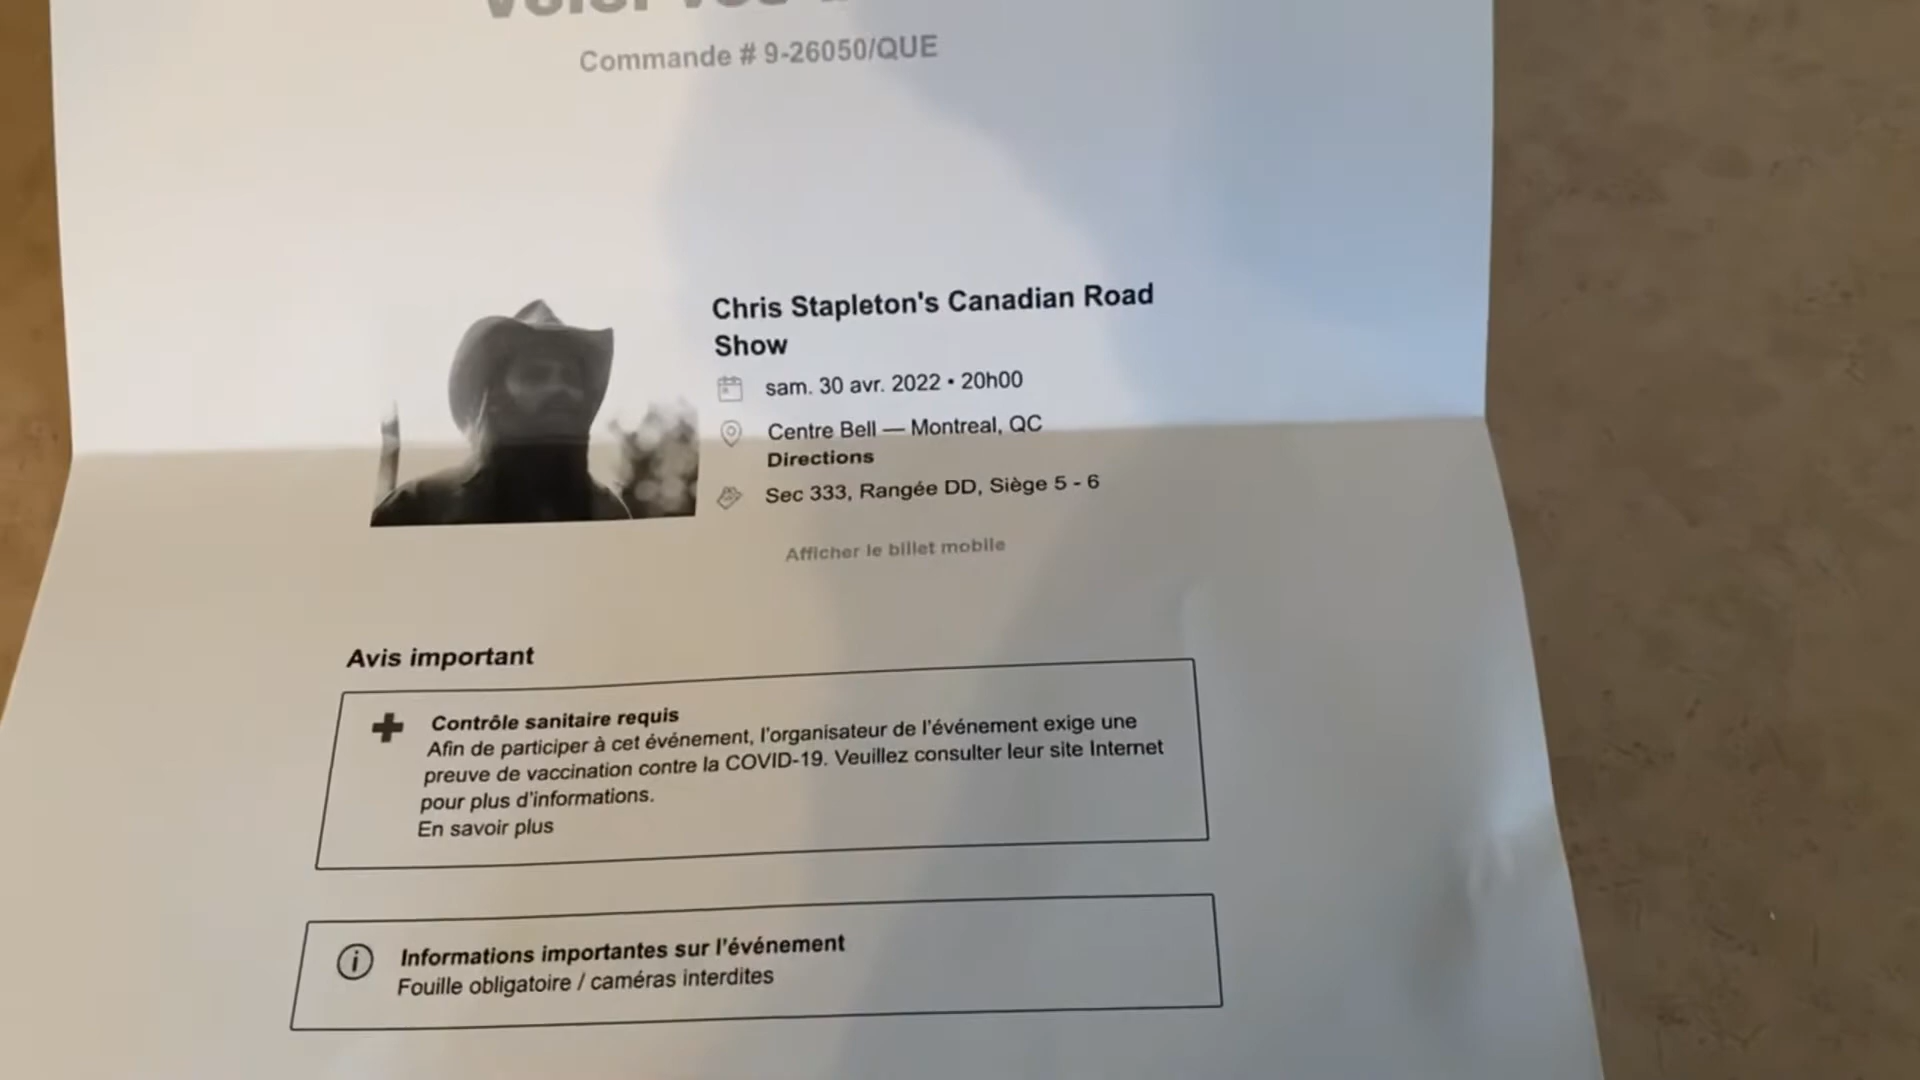 Commande # 9-26050/QUE
Chris Stapleton's Canadian Road
Show
sam. 30 avr. 2022 • 20h00
Centre Bell — Montreal, QC
Directions
Sec 333, Rangée DD, Siège 5 - 6
Afficher le billet mobile
Avis important
Contrôle sanitaire requis
Afin de participer à cet événement, l'organisateur de l'événement exige une
preuve de vaccination contre la COVID-19. Veuillez consulter leur site Internet
pour plus d'informations.
En savoir plus
Informations importantes sur l'événement
Fouille obligatoire / caméras interdites